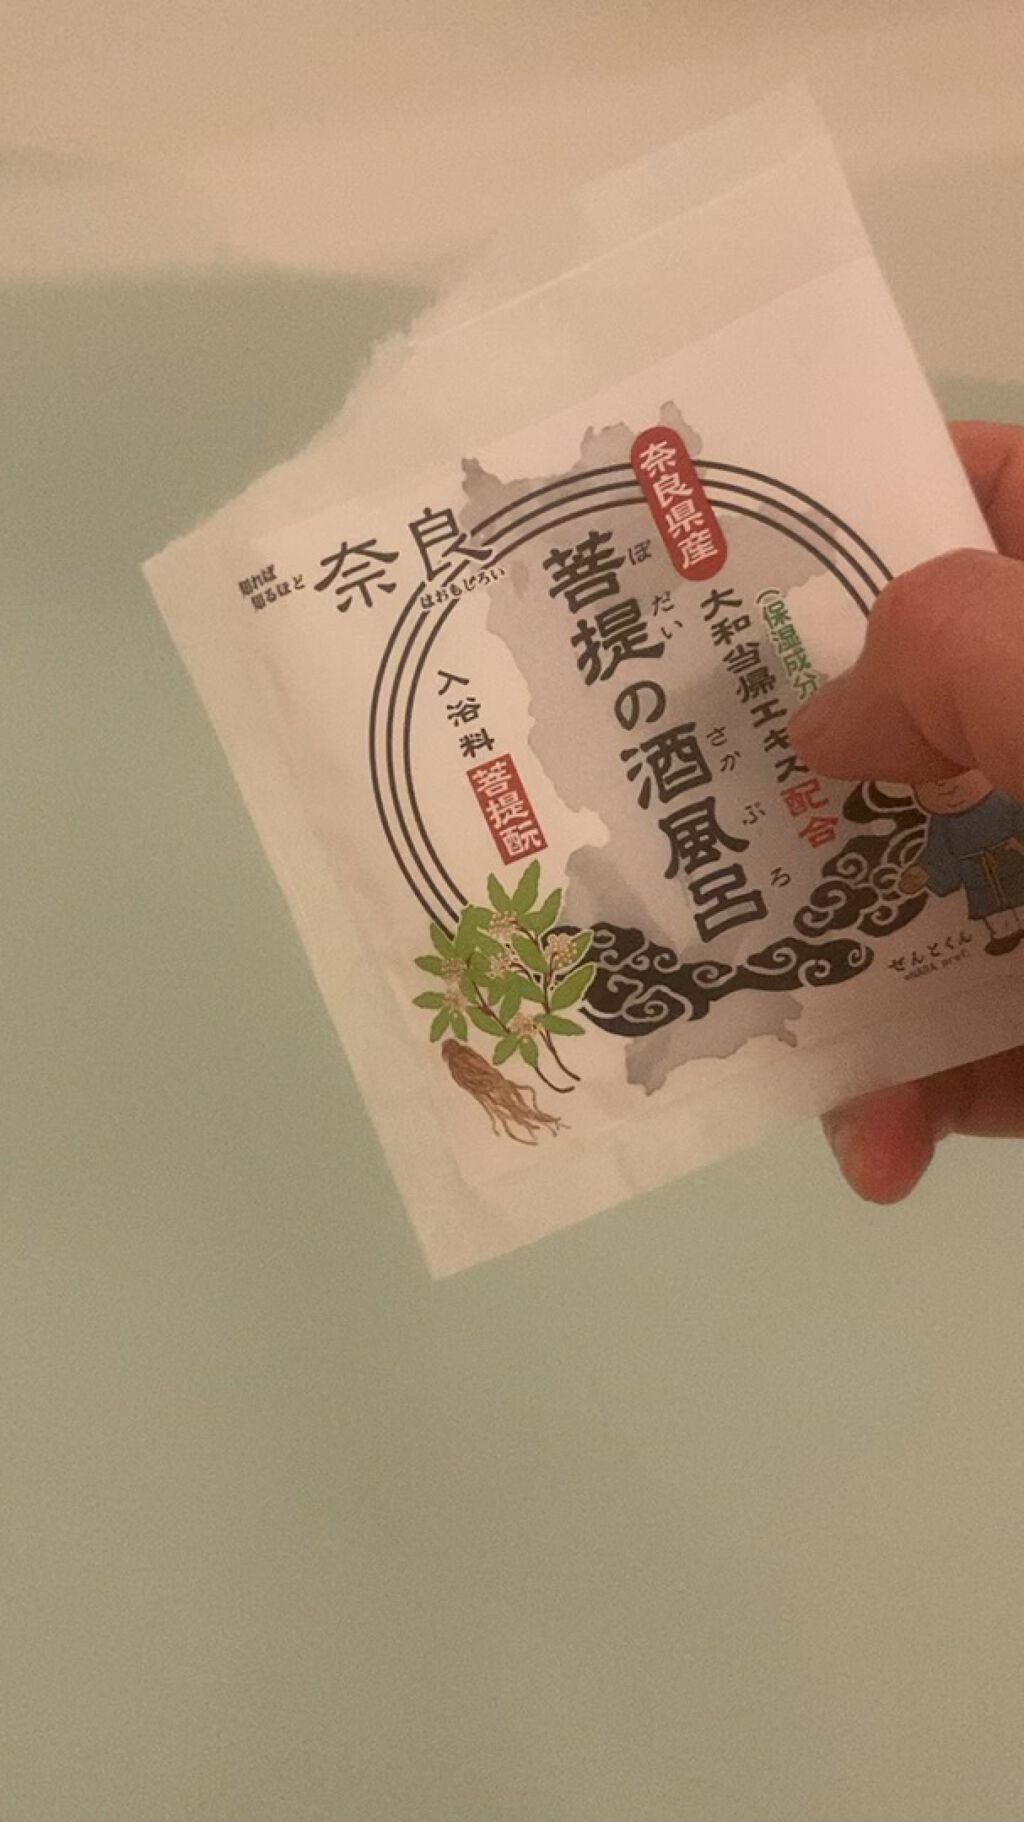 知れば
知るほど
奈良
はおもしろい
奈良県産
(保湿成分
大和当帰エキス配合
菩提の酒風呂
ぼだい さかぶろ
入浴料
菩提酛
せんとくん
©NARA pref.